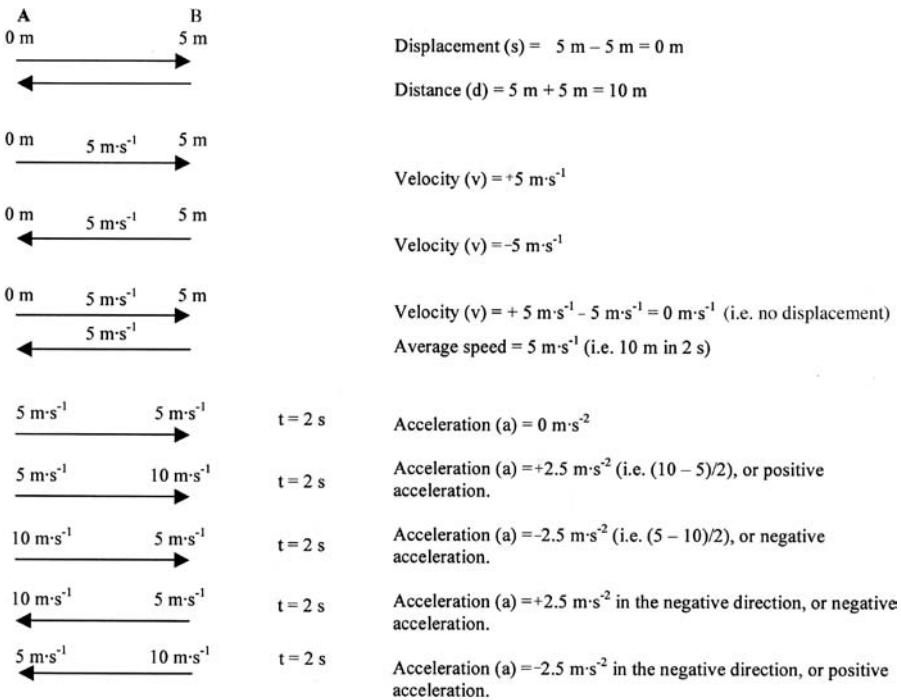 A B
0 m 5 m
Displacement (s) = 5 m – 5 m = 0 m
Distance (d) = 5 m + 5 m = 10 m
0 m 5 m·s⁻¹ 5 m
Velocity (v) = ⁺5 m·s⁻¹
0 m 5 m·s⁻¹ 5 m
Velocity (v) = ⁻5 m·s⁻¹
0 m 5 m·s⁻¹ 5 m
Velocity (v) = + 5 m·s⁻¹ - 5 m·s⁻¹ = 0 m·s⁻¹ (i.e. no displacement)
5 m·s⁻¹
Average speed = 5 m·s⁻¹ (i.e. 10 m in 2 s)
5 m·s⁻¹ 5 m·s⁻¹ t = 2 s Acceleration (a) = 0 m·s⁻²
5 m·s⁻¹ 10 m·s⁻¹ t = 2 s Acceleration (a) = +2.5 m·s⁻² (i.e. (10 – 5)/2), or positive
acceleration.
10 m·s⁻¹ 5 m·s⁻¹ t = 2 s Acceleration (a) = ⁻2.5 m·s⁻² (i.e. (5 – 10)/2), or negative
acceleration.
10 m·s⁻¹ 5 m·s⁻¹ t = 2 s Acceleration (a) = +2.5 m·s⁻² in the negative direction, or negative
acceleration.
5 m·s⁻¹ 10 m·s⁻¹ t = 2 s Acceleration (a) = ⁻2.5 m·s⁻² in the negative direction, or positive
acceleration.